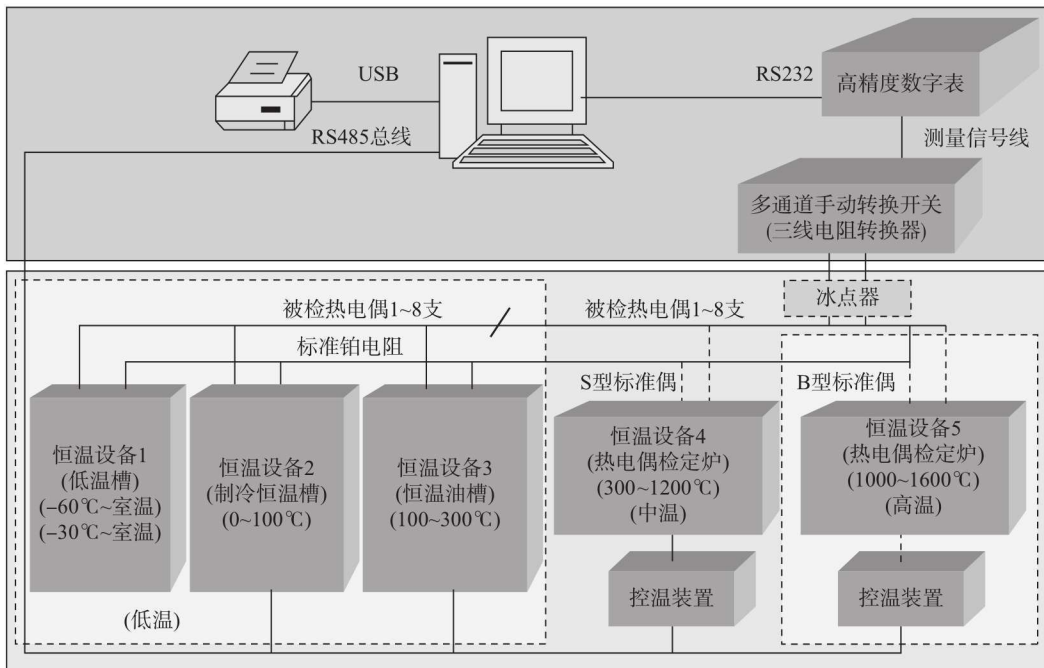 USB
RS232
高精度数字表
RS485总线
测量信号线
多通道手动转换开关
(三线电阻转换器)
冰点器
被检热电偶1~8支
被检热电偶1~8支
标准铂电阻
S型标准偶
B型标准偶
恒温设备1
(低温槽)
(−60℃~室温)
(−30℃~室温)
恒温设备2
(制冷恒温槽)
(0~100℃)
恒温设备3
(恒温油槽)
(100~300℃)
恒温设备4
(热电偶检定炉)
(300~1200℃)
(中温)
恒温设备5
(热电偶检定炉)
(1000~1600℃)
(高温)
控温装置
控温装置
(低温)